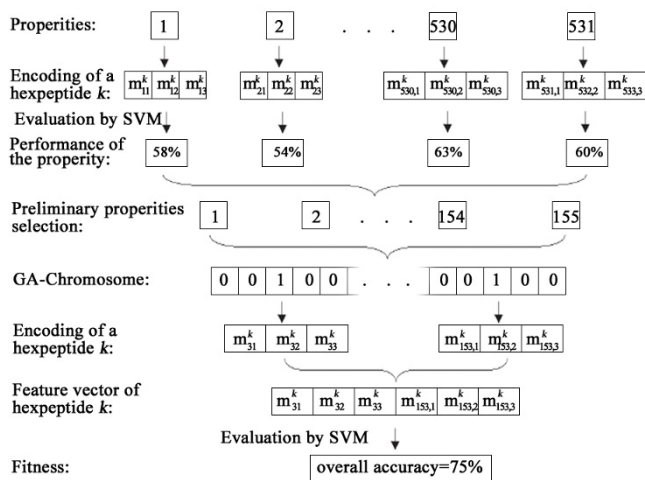 Properities: 1 2 . . . 530 531
Encoding of a hexpeptide k: m^k_11 m^k_12 m^k_13 m^k_21 m^k_22 m^k_23 m^k_530,1 m^k_530,2 m^k_530,3 m^k_531,1 m^k_532,2 m^k_533,3
Evaluation by SVM
Performance of the properity: 58% 54% 63% 60%
Preliminary properities selection: 1 2 . . . 154 155
GA-Chromosome: 0 0 1 0 0 . . . 0 0 1 0 0
Encoding of a hexpeptide k: m^k_31 m^k_32 m^k_33 m^k_153,1 m^k_153,2 m^k_153,3
Feature vector of hexpeptide k: m^k_31 m^k_32 m^k_33 m^k_153,1 m^k_153,2 m^k_153,3
Evaluation by SVM
Fitness: overall accuracy=75%